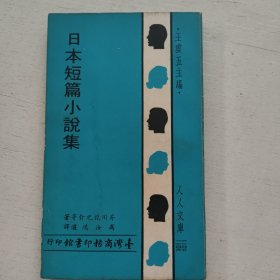 日本短篇小說集
芥川龍之介等著
高汝鴻選譯
臺灣商務印書館印行
·王雲五主編·
人人文庫